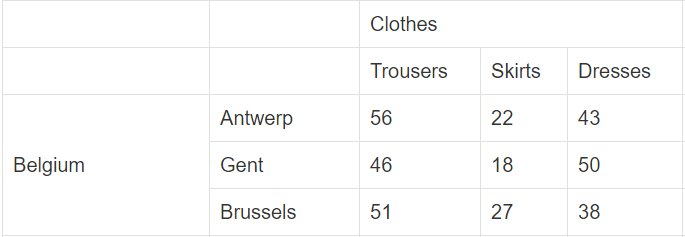 Clothes
Trousers Skirts Dresses
Antwerp 56 22 43
Belgium Gent 46 18 50
Brussels 51 27 38